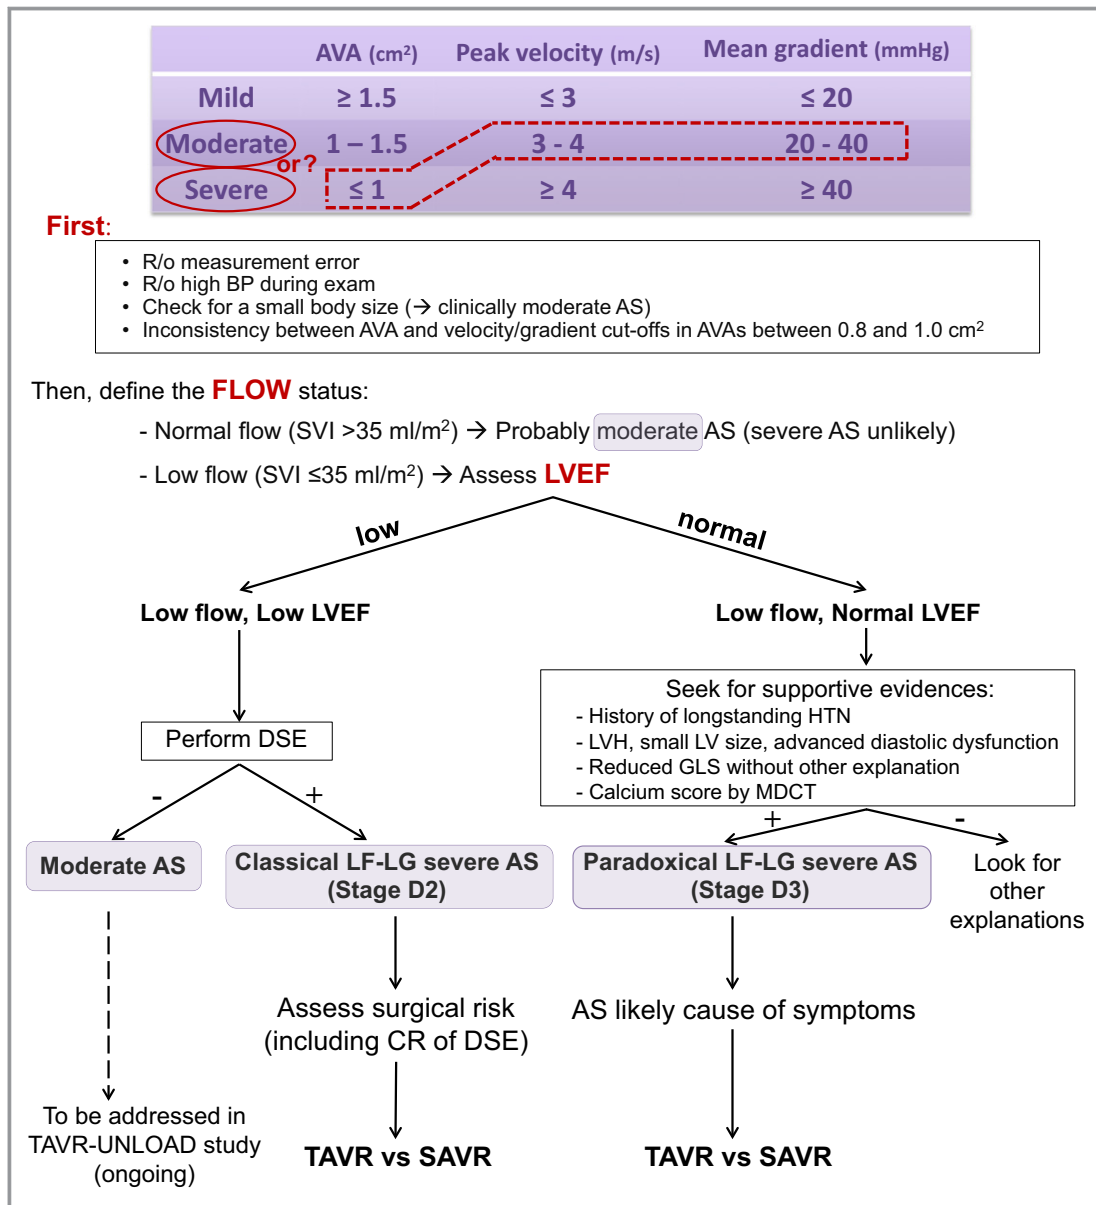 AVA (cm²) Peak velocity (m/s) Mean gradient (mmHg)
Mild ≥ 1.5 ≤ 3 ≤ 20
Moderate 1 – 1.5 3 - 4 20 - 40
or?
Severe ≤ 1 ≥ 4 ≥ 40
First:
• R/o measurement error
• R/o high BP during exam
• Check for a small body size (→ clinically moderate AS)
• Inconsistency between AVA and velocity/gradient cut-offs in AVAs between 0.8 and 1.0 cm²
Then, define the FLOW status:
- Normal flow (SVI >35 ml/m²) → Probably moderate AS (severe AS unlikely)
- Low flow (SVI ≤35 ml/m²) → Assess LVEF
low normal
Low flow, Low LVEF
Low flow, Normal LVEF
Perform DSE
Seek for supportive evidences:
- History of longstanding HTN
- LVH, small LV size, advanced diastolic dysfunction
- Reduced GLS without other explanation
- Calcium score by MDCT
- +
+ -
Moderate AS
Classical LF-LG severe AS
(Stage D2)
Paradoxical LF-LG severe AS
(Stage D3)
Look for
other
explanations
Assess surgical risk
(including CR of DSE)
AS likely cause of symptoms
To be addressed in
TAVR-UNLOAD study
(ongoing)
TAVR vs SAVR
TAVR vs SAVR